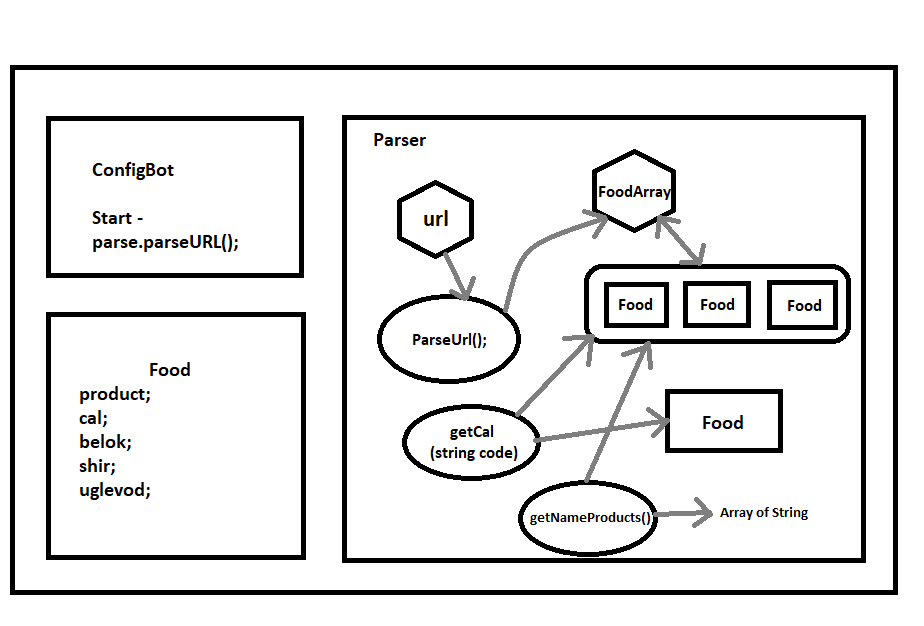 ConfigBot
Start -
parse.parseURL();
Food
product;
cal;
belok;
shir;
uglevod;
Parser
url
FoodArray
ParseUrl();
Food
Food
Food
getCal
(string code)
Food
getNameProducts()
Array of String